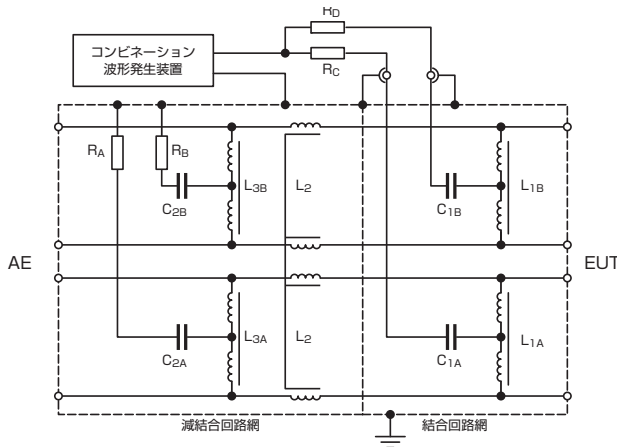 RD
コンビネーション
波形発生装置
RC
RA
RB
C2B
L3B
L2
C1B
L1B
AE
EUT
C2A
L3A
L2
C1A
L1A
減結合回路網
結合回路網